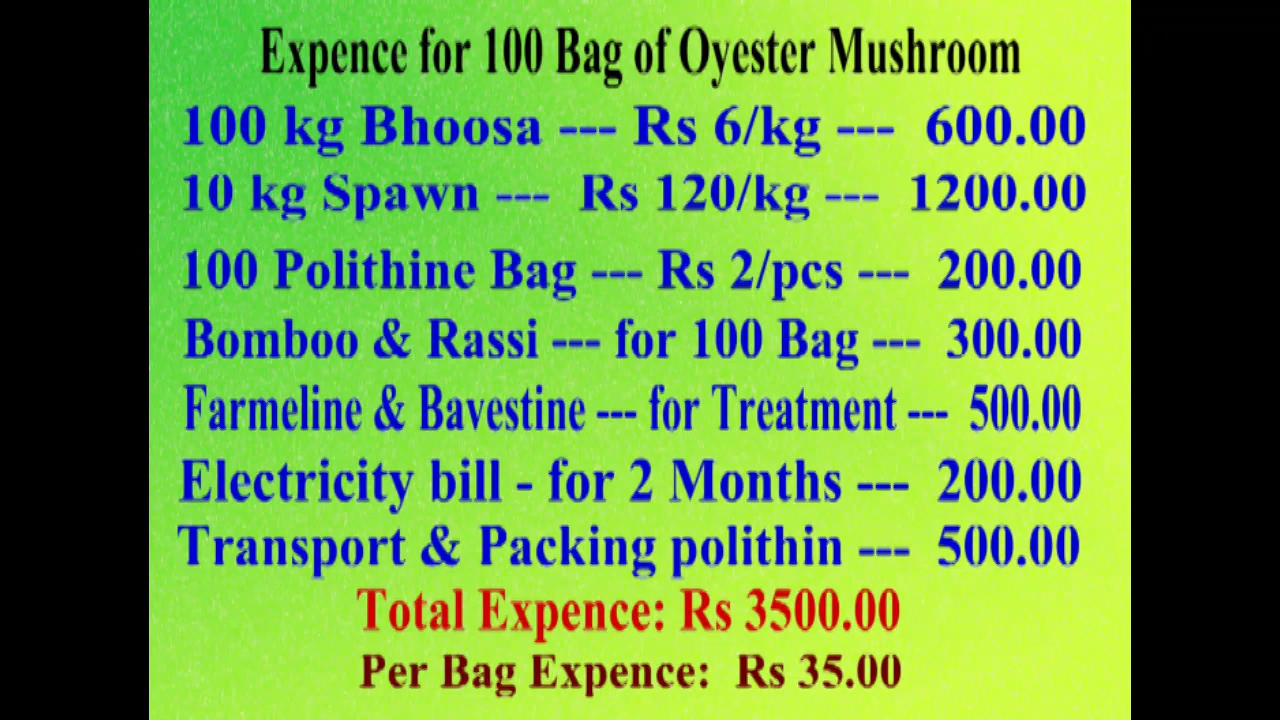 Expence for 100 Bag of Oyester Mushroom
100 kg Bhoosa --- Rs 6/kg --- 600.00
10 kg Spawn --- Rs 120/kg --- 1200.00
100 Polithine Bag --- Rs 2/pcs --- 200.00
Bomboo & Rassi --- for 100 Bag --- 300.00
Farmeline & Bavestine --- for Treatment --- 500.00
Electricity bill - for 2 Months --- 200.00
Transport & Packing polithin --- 500.00
Total Expence: Rs 3500.00
Per Bag Expence: Rs 35.00